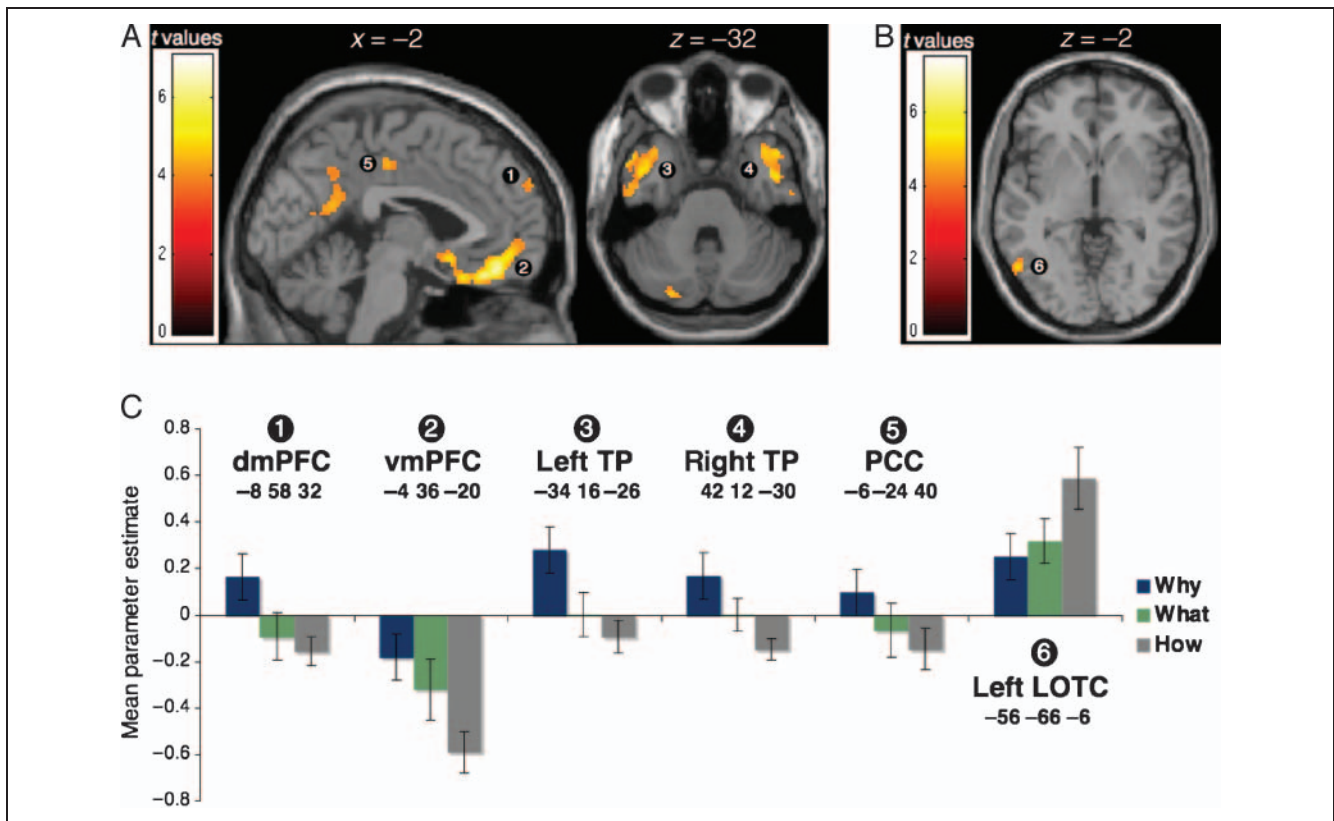 A
t values
x = −2
z = −32
6
4
2
0
5
1
2
3
4
B
t values
z = −2
6
4
2
0
6
C
Mean parameter estimate
0.8
0.6
0.4
0.2
0
−0.2
−0.4
−0.6
−0.8
1
dmPFC
−8 58 32
2
vmPFC
−4 36 −20
3
Left TP
−34 16 −26
4
Right TP
42 12 −30
5
PCC
−6 −24 40
6
Left LOTC
−56 −66 −6
Why
What
How